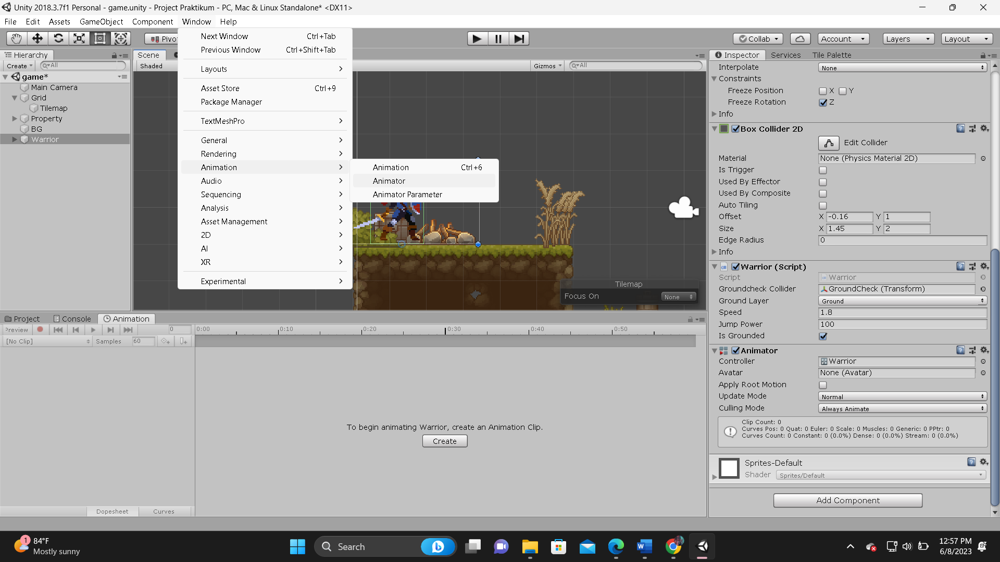 Unity 2018.3.7f1 Personal - game.unity - Project Praktikum - PC, Mac & Linux Standalone* <DX11>
File Edit Assets GameObject Component Window Help
Pivot
Collab Account Layers Layout
Hierarchy
Create All
game*
Main Camera
Grid
Tilemap
Property
BG
Warrior
Scene
Shaded
Gizmos All
Next Window Ctrl+Tab
Previous Window Ctrl+Shift+Tab
Layouts
Asset Store Ctrl+9
Package Manager
TextMeshPro
General
Rendering
Animation
Audio
Sequencing
Analysis
Asset Management
2D
AI
XR
Experimental
Animation Ctrl+6
Animator
Animator Parameter
Tilemap
Focus On None
Inspector Services Tile Palette
Interpolate None
Constraints
Freeze Position X Y
Freeze Rotation Z
Info
Box Collider 2D
Edit Collider
Material None (Physics Material 2D)
Is Trigger
Used By Effector
Used By Composite
Auto Tiling
Offset X -0.16 Y 1
Size X 1.45 Y 2
Edge Radius 0
Info
Warrior (Script)
Script Warrior
Groundcheck Collider GroundCheck (Transform)
Ground Layer Ground
Speed 1.8
Jump Power 100
Is Grounded
Animator
Controller Warrior
Avatar None (Avatar)
Apply Root Motion
Update Mode Normal
Culling Mode Always Animate
Clip Count: 0
Curves Pos: 0 Quat: 0 Euler: 0 Scale: 0 Muscles: 0 Generic: 0 PPtr: 0
Curves Count: 0 Constant: 0 (0.0%) Dense: 0 (0.0%) Stream: 0 (0.0%)
Sprites-Default
Shader Sprites/Default
Add Component
Project Console Animation
Preview 0 0:00 0:10 0:20 0:30 0:40 0:50
[No Clip] Samples 60
To begin animating Warrior, create an Animation Clip.
Create
Dopesheet Curves
1
84°F
Mostly sunny
Search
12:57 PM
6/8/2023